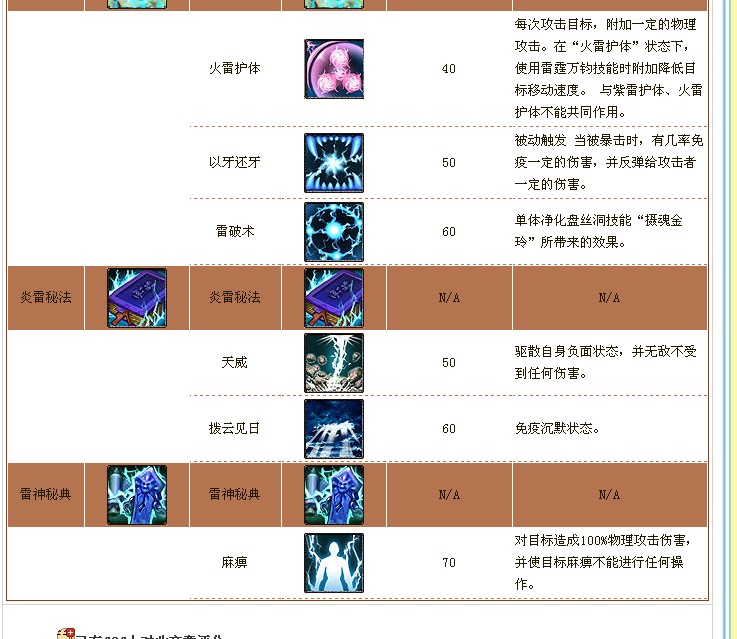 每次攻击目标，附加一定的物理
攻击。在“火雷护体”状态下，
火雷护体 40 使用雷霆万钧技能时附加降低目
标移动速度。 与紫雷护体、火雷
护体不能共同作用。
被动触发 当被暴击时，有几率免
以牙还牙 50 疫一定的伤害，并反弹给攻击者
一定的伤害。
雷破术 60 单体净化盘丝洞技能“摄魂金
玲”所带来的效果。
炎雷秘法 炎雷秘法 N/A N/A
天威 50 驱散自身负面状态，并无敌不受
到任何伤害。
拨云见日 60 免疫沉默状态。
雷神秘典 雷神秘典 N/A N/A
对目标造成100%物理攻击伤害，
麻痹 70 并使目标麻痹不能进行任何操
作。